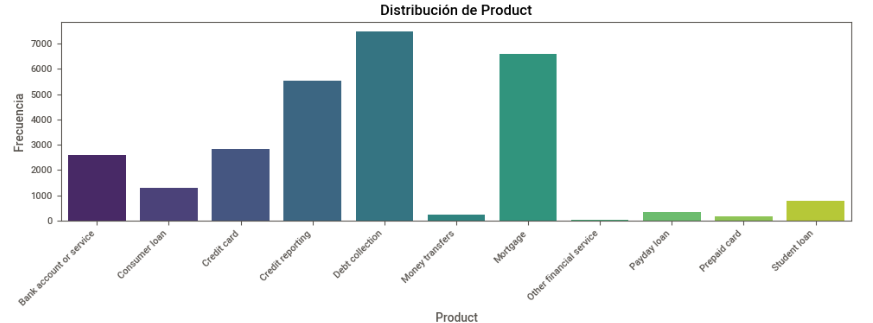 Distribución de Product
Frecuencia
7000
6000
5000
4000
3000
2000
1000
0
Bank account or service
Consumer loan
Credit card
Credit reporting
Debt collection
Money transfers
Mortgage
Other financial service
Payday loan
Prepaid card
Student loan
Product